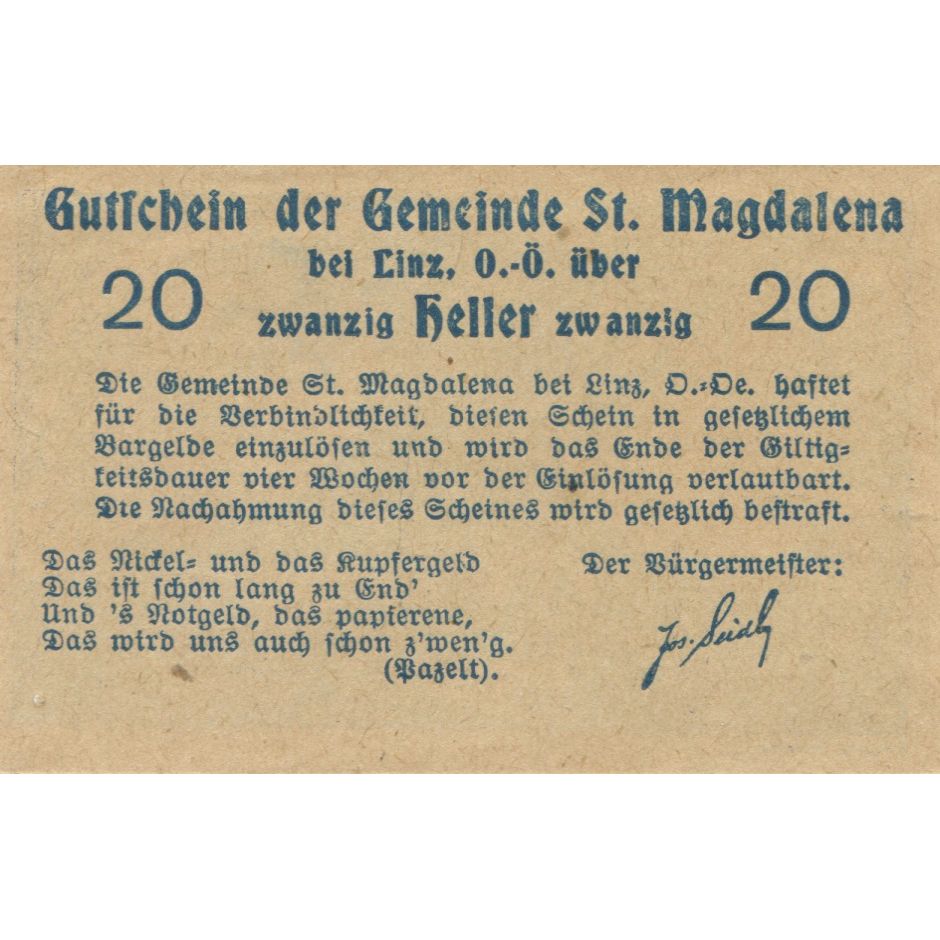 Gutschein der Gemeinde St. Magdalena
bei Linz, O.-Ö. über
20 zwanzig Heller zwanzig 20
Die Gemeinde St. Magdalena bei Linz, O.-Oe. haftet
für die Verbindlichkeit, diesen Schein in gesetzlichem
Bargelde einzulösen und wird das Ende der Giltig-
keitsdauer vier Wochen vor der Einlösung verlautbart.
Die Nachahmung dieses Scheines wird gesetzlich bestraft.
Das Nickel- und das Kupfergeld
Das ist schon lang zu End'
Und 's Notgeld, das papierene,
Das wird uns auch schon z'wen'g.
(Pazelt).
Der Bürgermeister:
Jos. Seidl